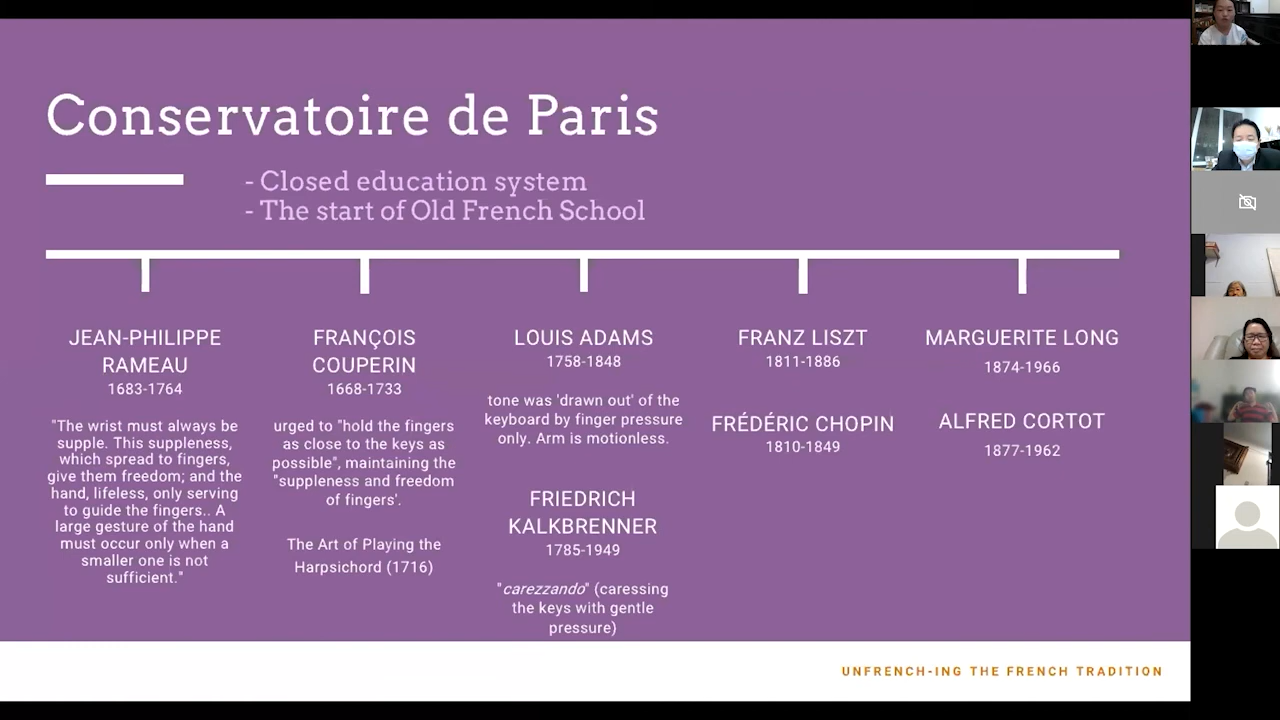 Conservatoire de Paris
- Closed education system
- The start of Old French School
JEAN-PHILIPPE
RAMEAU
1683-1764
"The wrist must always be
supple. This suppleness,
which spread to fingers,
give them freedom; and the
hand, lifeless, only serving
to guide the fingers.. A
large gesture of the hand
must occur only when a
smaller one is not
sufficient."
FRANÇOIS
COUPERIN
1668-1733
urged to "hold the fingers
as close to the keys as
possible", maintaining the
"suppleness and freedom
of fingers'.
The Art of Playing the
Harpsichord (1716)
LOUIS ADAMS
1758-1848
tone was 'drawn out' of the
keyboard by finger pressure
only. Arm is motionless.
FRIEDRICH
KALKBRENNER
1785-1949
"carezzando" (caressing
the keys with gentle
pressure)
FRANZ LISZT
1811-1886
FRÉDÉRIC CHOPIN
1810-1849
MARGUERITE LONG
1874-1966
ALFRED CORTOT
1877-1962
UNFRENCH-ING THE FRENCH TRADITION